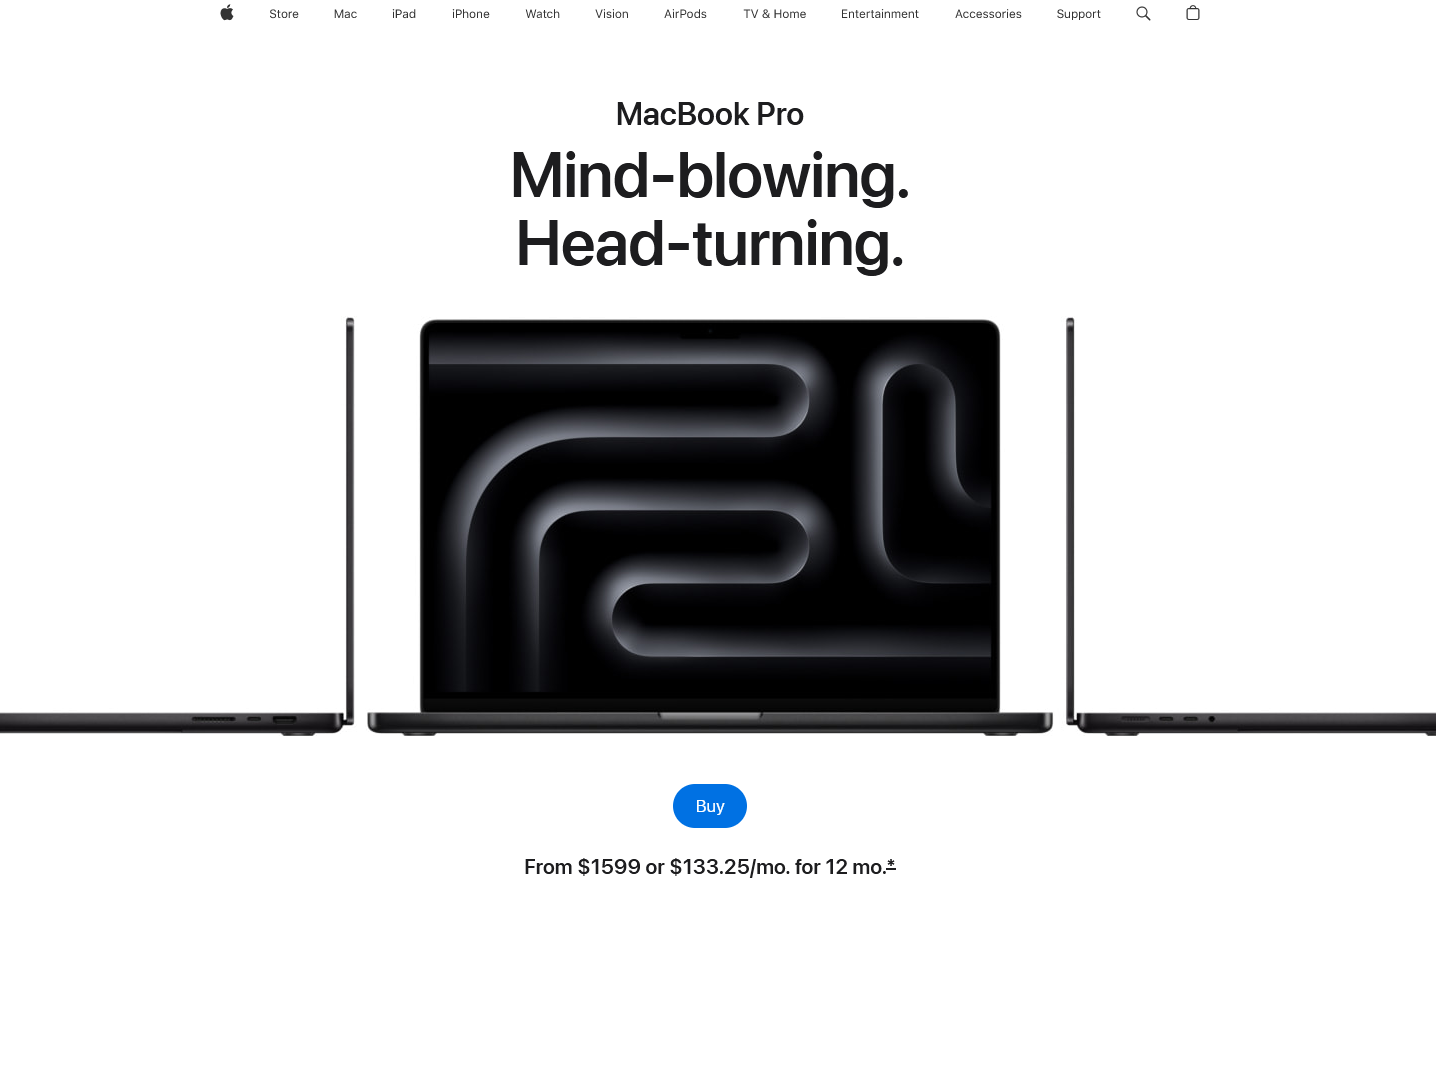 Store Mac iPad iPhone Watch Vision AirPods TV & Home Entertainment Accessories Support
MacBook Pro
Mind-blowing.
Head-turning.
Buy
From $1599 or $133.25/mo. for 12 mo.*